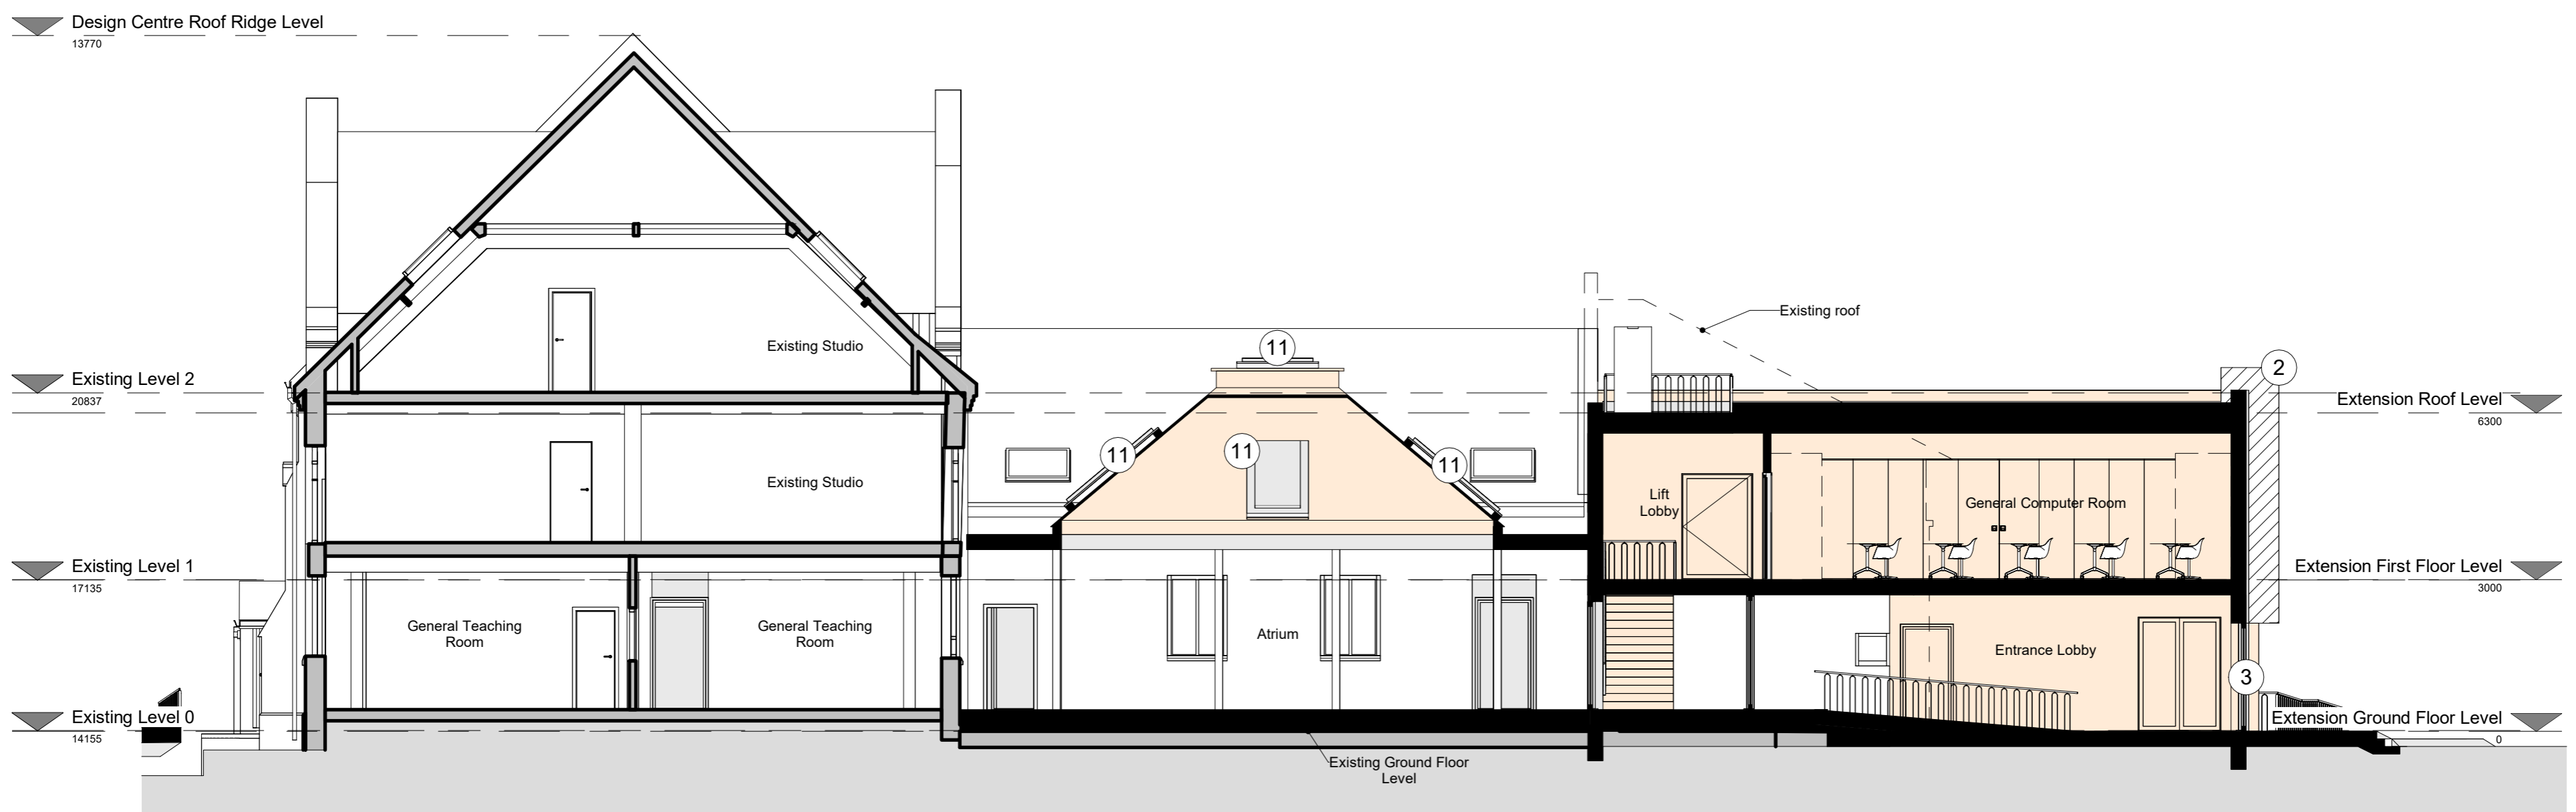 Design Centre Roof Ridge Level
13770
Existing roof
11
Existing Studio
2
Existing Level 2
20837
Extension Roof Level
6300
11
11
11
Existing Studio
Lift
Lobby
General Computer Room
Existing Level 1
17135
Extension First Floor Level
3000
General Teaching
Room
General Teaching
Room
Atrium
Entrance Lobby
3
Existing Level 0
14155
Extension Ground Floor Level
0
Existing Ground Floor
Level